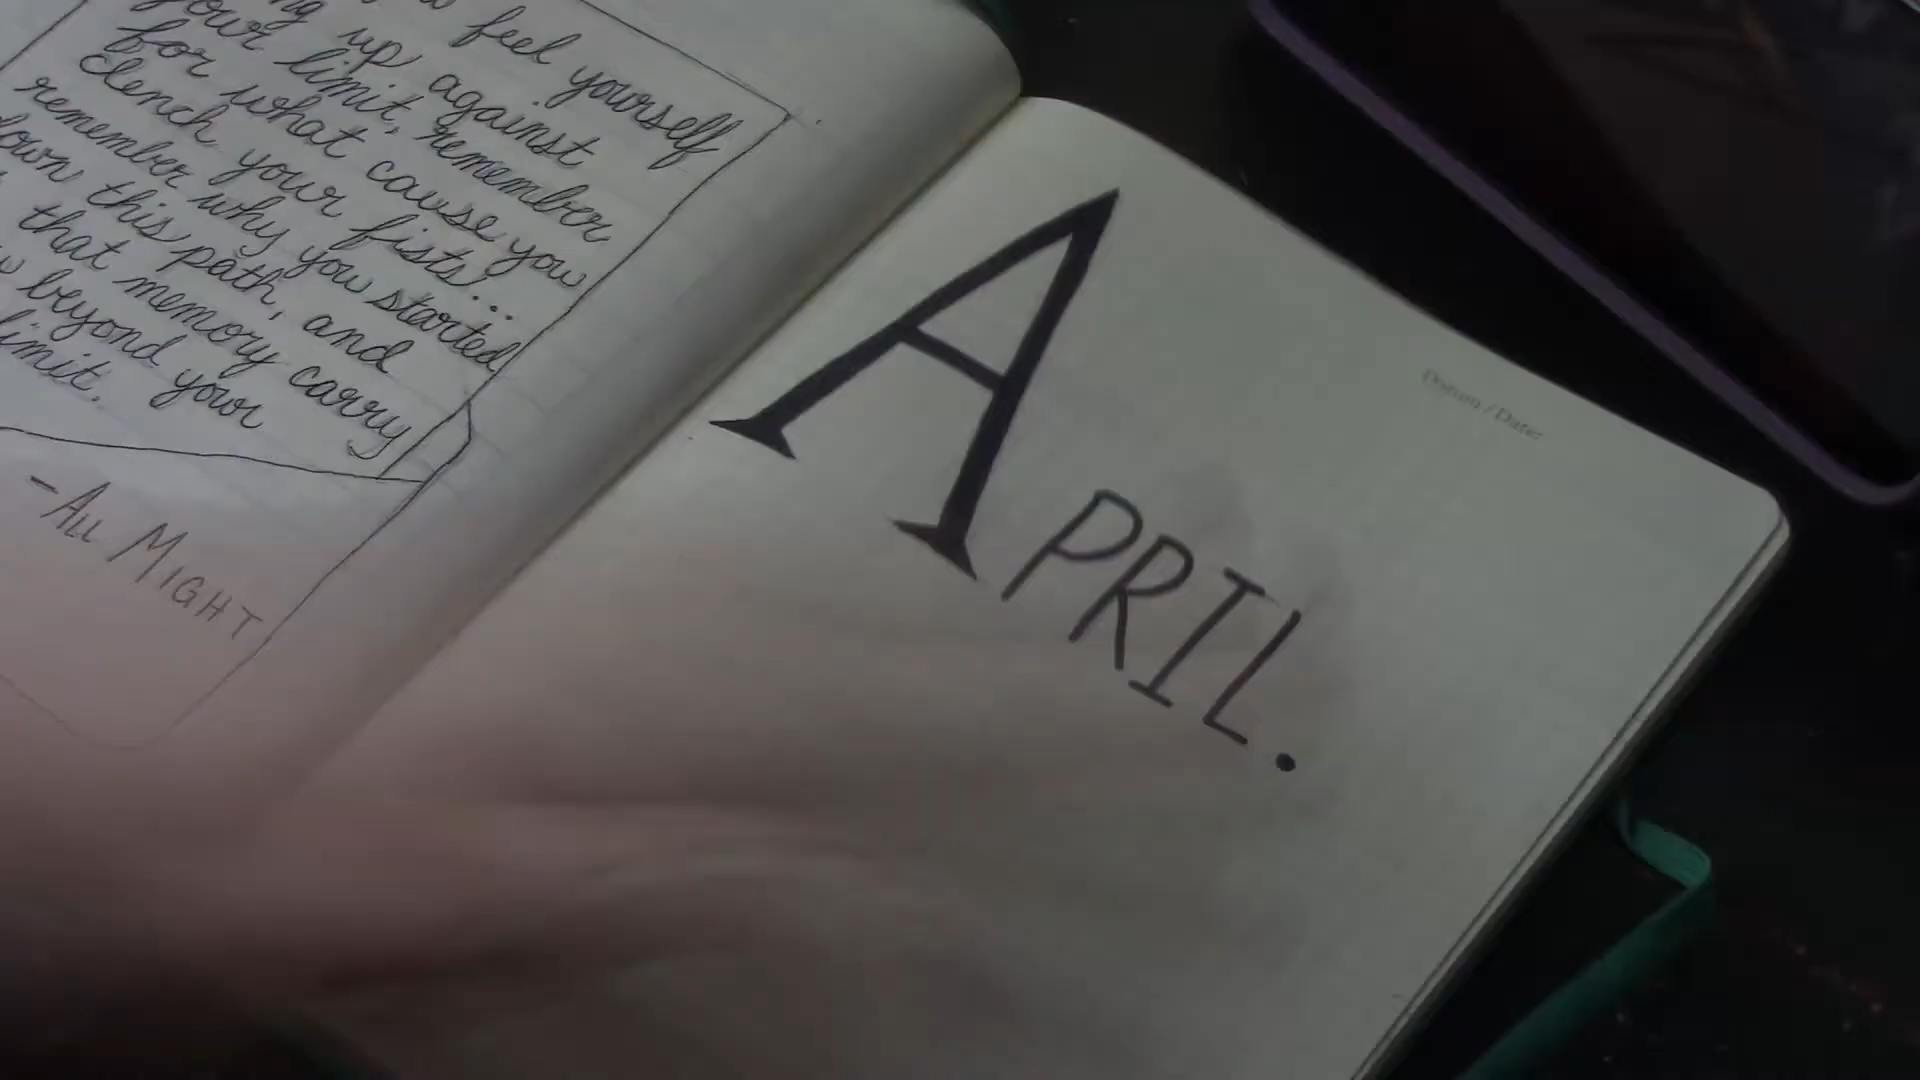 feel yourself
up against
your limit, remember
for what cause you
clench your fists...
remember why you started
down this path, and
that memory carry
beyond your
limit.
-ALL MIGHT
APRIL.
Datum / Date: